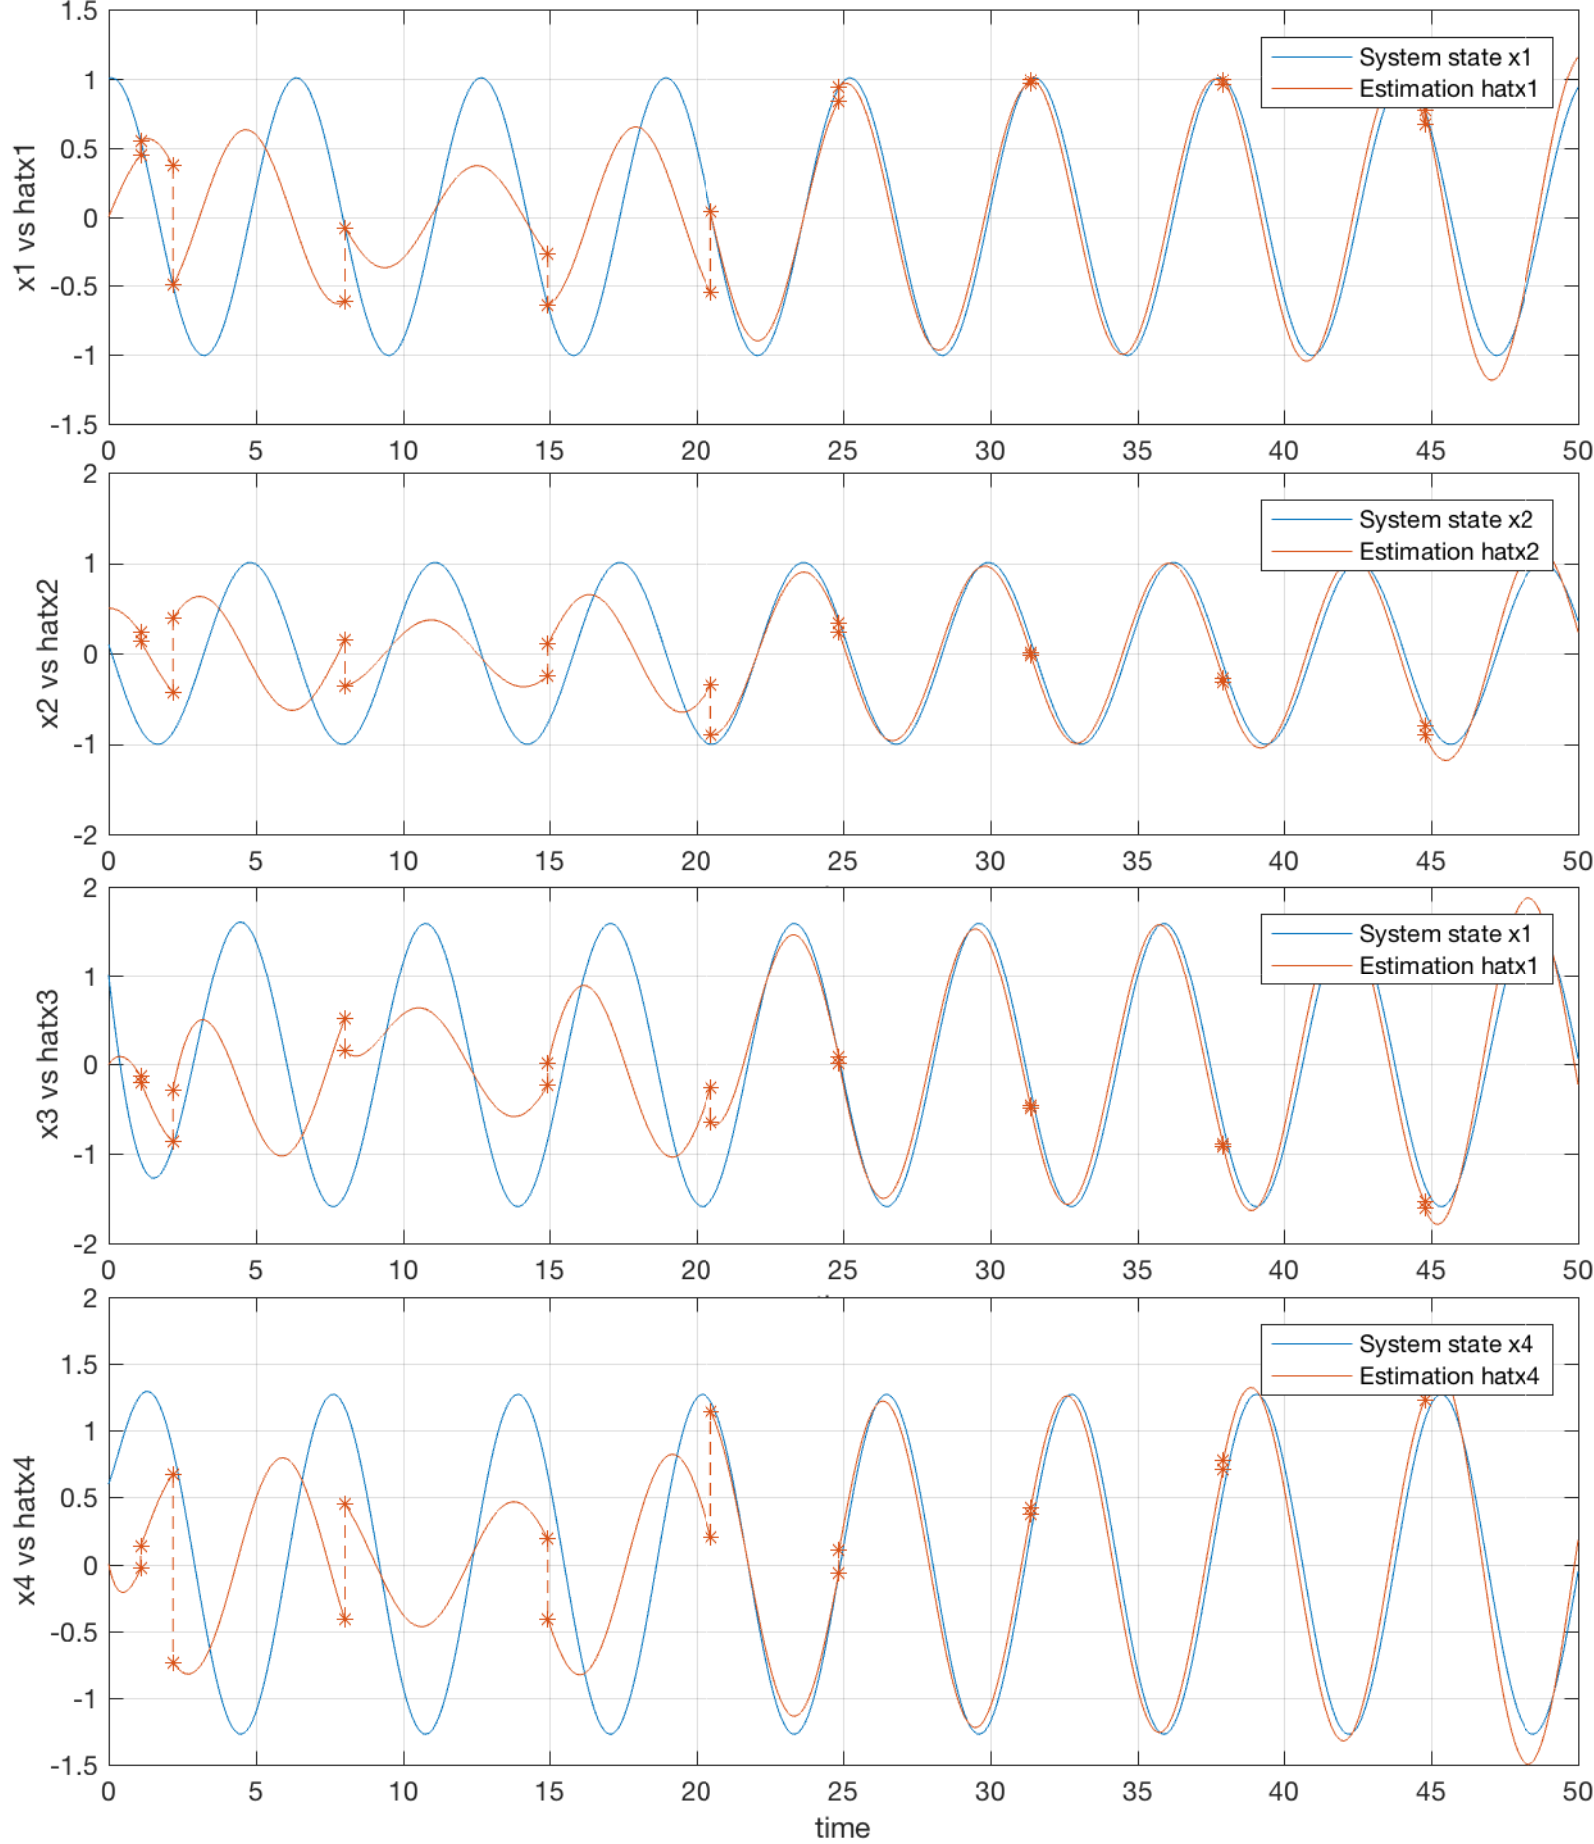 x1 vs hatx1
1.5
1
0.5
0
-0.5
-1
-1.5
System state x1
Estimation hatx1
0 5 10 15 20 25 30 35 40 45 50
x2 vs hatx2
2
1
0
-1
-2
System state x2
Estimation hatx2
0 5 10 15 20 25 30 35 40 45 50
x3 vs hatx3
2
1
0
-1
-2
System state x1
Estimation hatx1
0 5 10 15 20 25 30 35 40 45 50
x4 vs hatx4
2
1.5
1
0.5
0
-0.5
-1
-1.5
System state x4
Estimation hatx4
0 5 10 15 20 25 30 35 40 45 50
time